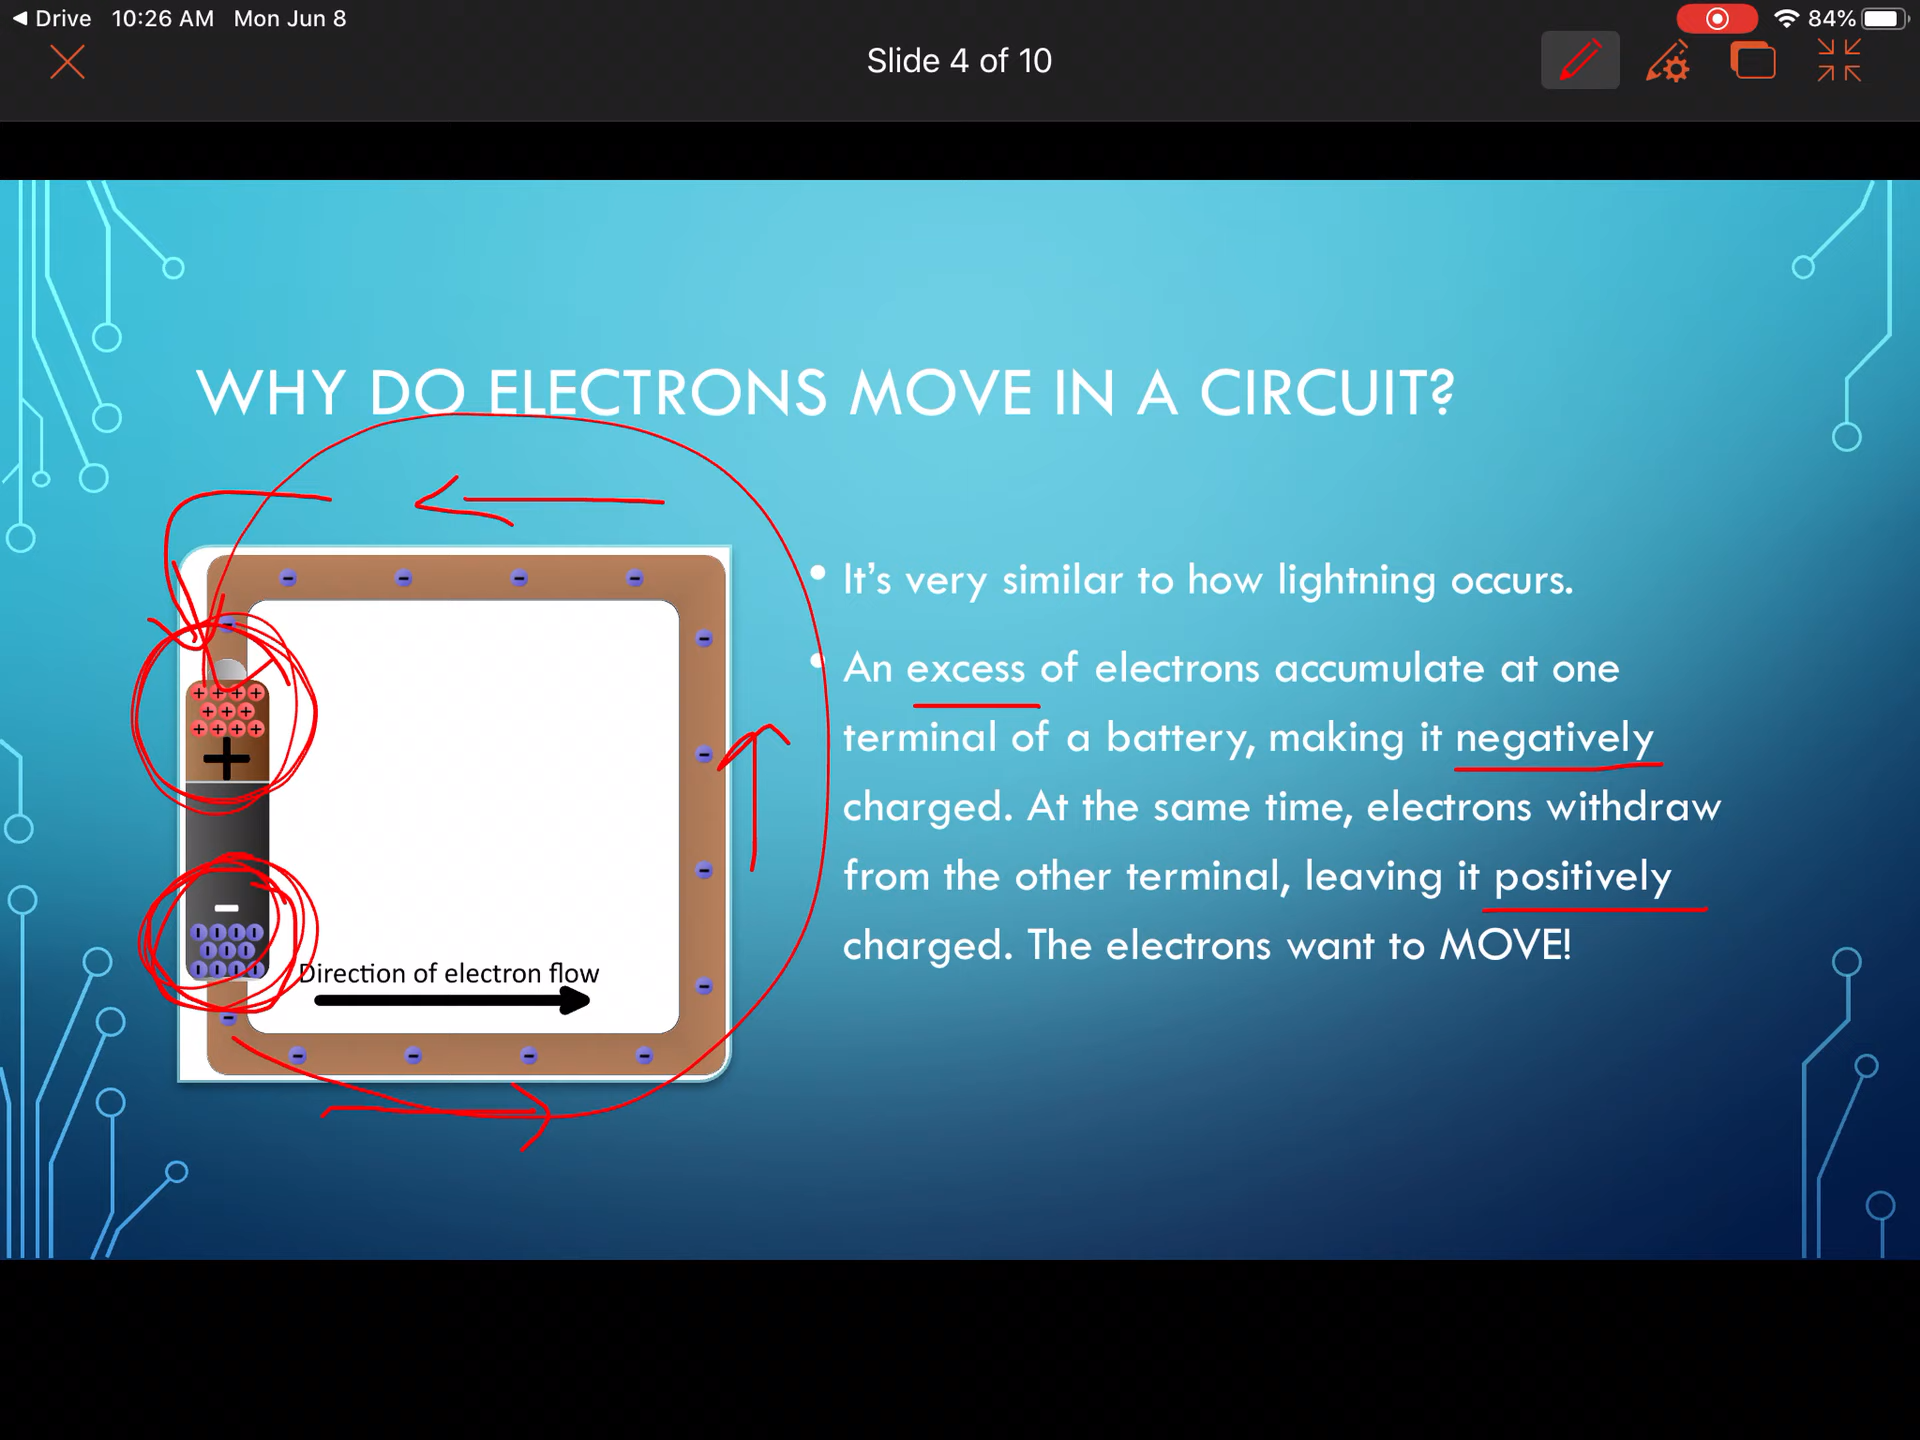 Drive 10:26 AM Mon Jun 8 84%
Slide 4 of 10
WHY DO ELECTRONS MOVE IN A CIRCUIT?
• It's very similar to how lightning occurs.
• An excess of electrons accumulate at one
terminal of a battery, making it negatively
charged. At the same time, electrons withdraw
from the other terminal, leaving it positively
charged. The electrons want to MOVE!
Direction of electron flow